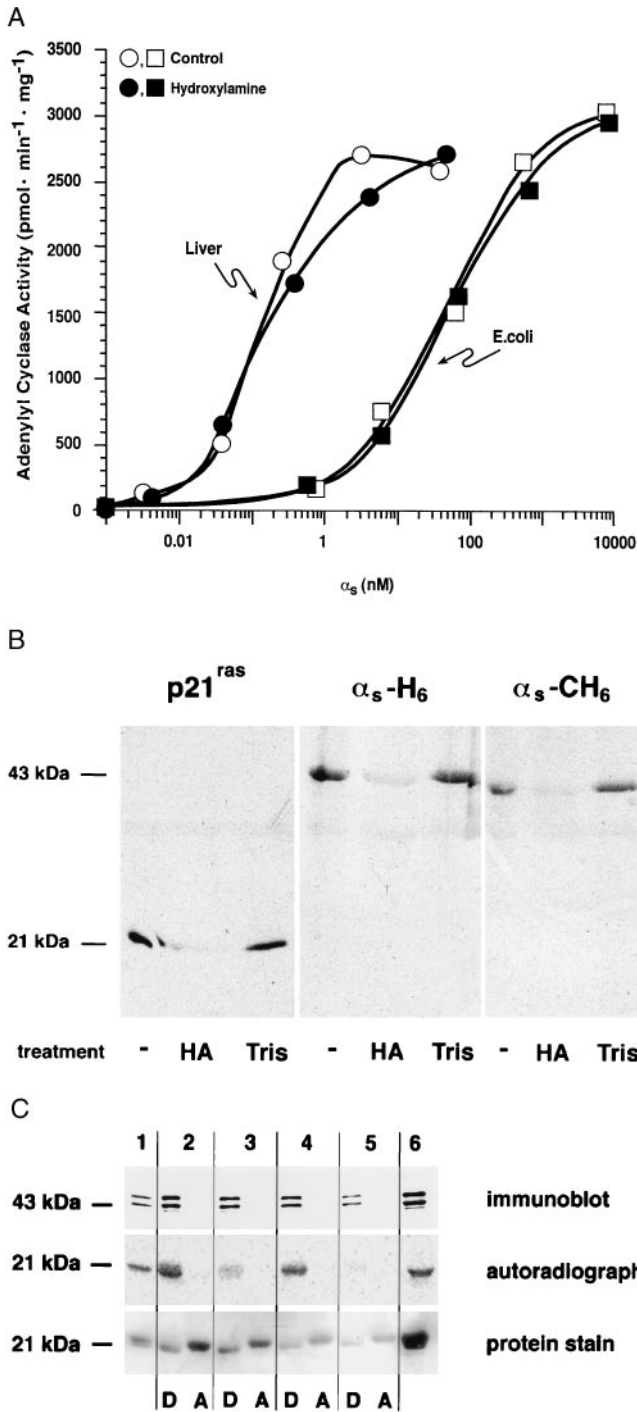 A
Adenylyl Cyclase Activity (pmol · min⁻¹ · mg⁻¹)
3500
3000
2500
2000
1500
1000
500
0
, Control
, Hydroxylamine
Liver
E.coli
0.01
1
100
10000
αs (nM)
B
p21ras
αs-H6
αs-CH6
43 kDa
21 kDa
treatment - HA Tris - HA Tris - HA Tris
C
1 2 3 4 5 6
43 kDa immunoblot
21 kDa autoradiograph
21 kDa protein stain
D A D A D A D A